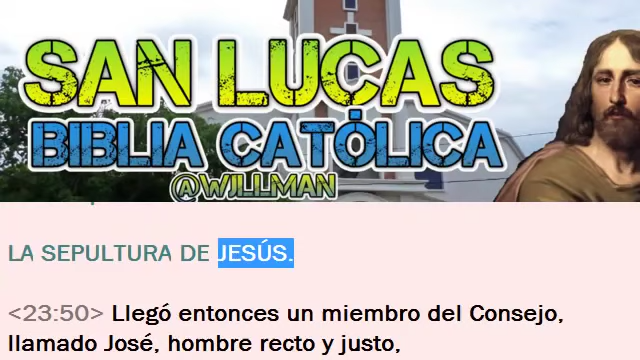 SAN LUCAS
BIBLIA CATÓLICA
@WJLLMAN
LA SEPULTURA DE JESÚS.
<23:50> Llegó entonces un miembro del Consejo,
llamado José, hombre recto y justo,